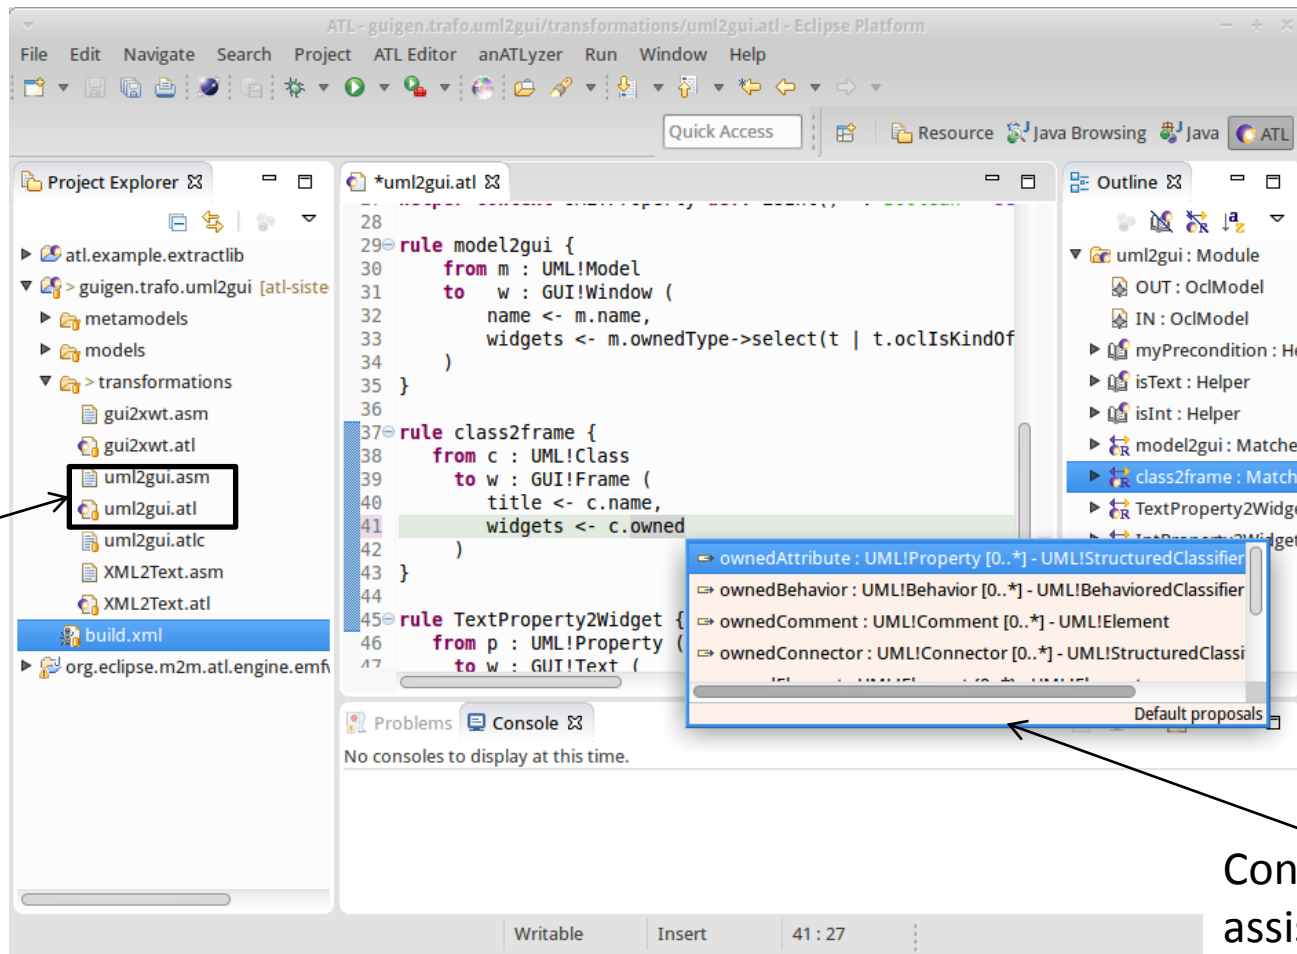 ATL - guigen.trafo.uml2gui/transformations/uml2gui.atl - Eclipse Platform
File Edit Navigate Search Project ATL Editor anATLyzer Run Window Help
Quick Access
Resource Java Browsing Java ATL
Project Explorer
*uml2gui.atl
Outline
atl.example.extractlib
> guigen.trafo.uml2gui [atl-siste
metamodels
models
> transformations
gui2xwt.asm
gui2xwt.atl
uml2gui.asm
uml2gui.atl
uml2gui.atlc
XML2Text.asm
XML2Text.atl
build.xml
org.eclipse.m2m.atl.engine.emfv
28
29 rule model2gui {
30 from m : UML!Model
31 to w : GUI!Window (
32 name <- m.name,
33 widgets <- m.ownedType->select(t | t.oclIsKindOf
34 )
35 }
36
37 rule class2frame {
38 from c : UML!Class
39 to w : GUI!Frame (
40 title <- c.name,
41 widgets <- c.owned
42 )
43 }
44
45 rule TextProperty2Widget {
46 from p : UML!Property (
47 to w : GUI!Text (
ownedAttribute : UML!Property [0..*] - UML!StructuredClassifier
ownedBehavior : UML!Behavior [0..*] - UML!BehavioredClassifier
ownedComment : UML!Comment [0..*] - UML!Element
ownedConnector : UML!Connector [0..*] - UML!StructuredClassi
Default proposals
uml2gui : Module
OUT : OclModel
IN : OclModel
myPrecondition : He
isText : Helper
isInt : Helper
model2gui : Matche
class2frame : Match
TextProperty2Widge
Problems Console
No consoles to display at this time.
Writable Insert 41 : 27
Con
assis